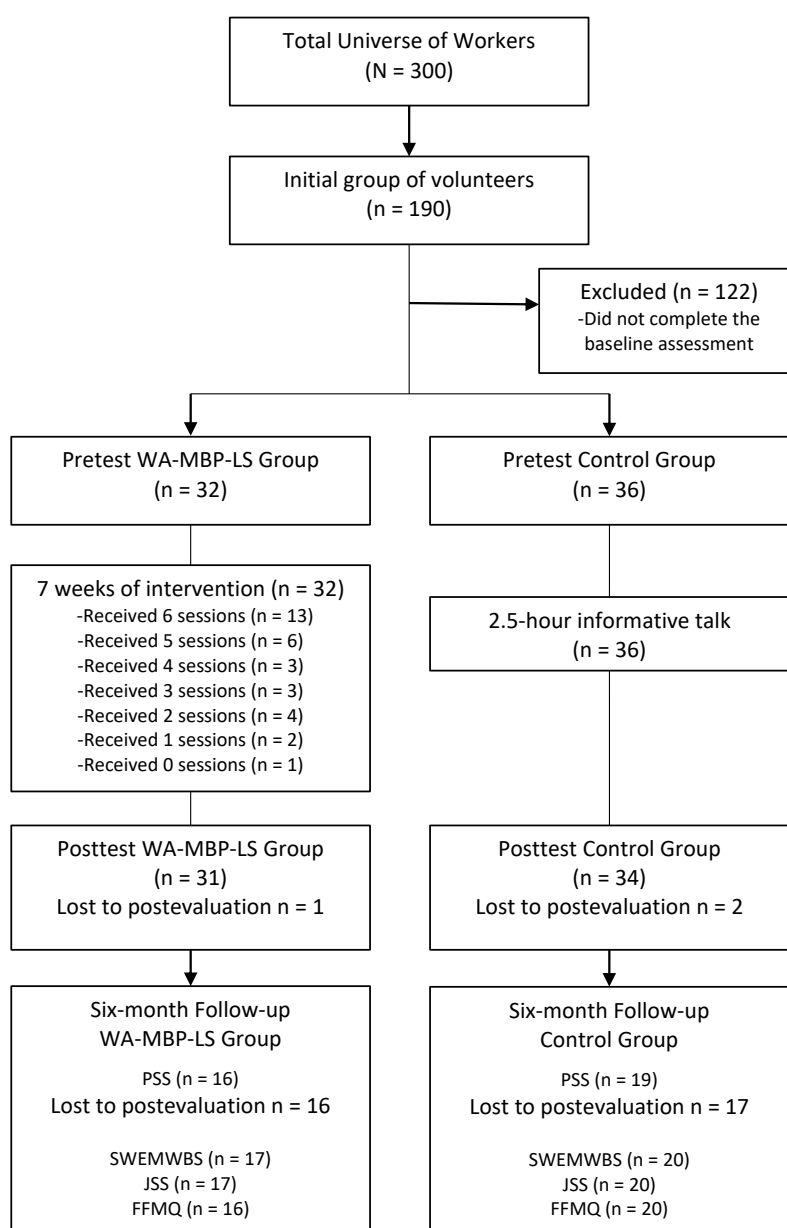 Total Universe of Workers
(N = 300)
Initial group of volunteers
(n = 190)
Excluded (n = 122)
-Did not complete the
baseline assessment
Pretest WA-MBP-LS Group
(n = 32)
Pretest Control Group
(n = 36)
7 weeks of intervention (n = 32)
-Received 6 sessions (n = 13)
-Received 5 sessions (n = 6)
-Received 4 sessions (n = 3)
-Received 3 sessions (n = 3)
-Received 2 sessions (n = 4)
-Received 1 sessions (n = 2)
-Received 0 sessions (n = 1)
2.5-hour informative talk
(n = 36)
Posttest WA-MBP-LS Group
(n = 31)
Lost to postevaluation n = 1
Posttest Control Group
(n = 34)
Lost to postevaluation n = 2
Six-month Follow-up
WA-MBP-LS Group
PSS (n = 16)
Lost to postevaluation n = 16
SWEMWBS (n = 17)
JSS (n = 17)
FFMQ (n = 16)
Six-month Follow-up
Control Group
PSS (n = 19)
Lost to postevaluation n = 17
SWEMWBS (n = 20)
JSS (n = 20)
FFMQ (n = 20)